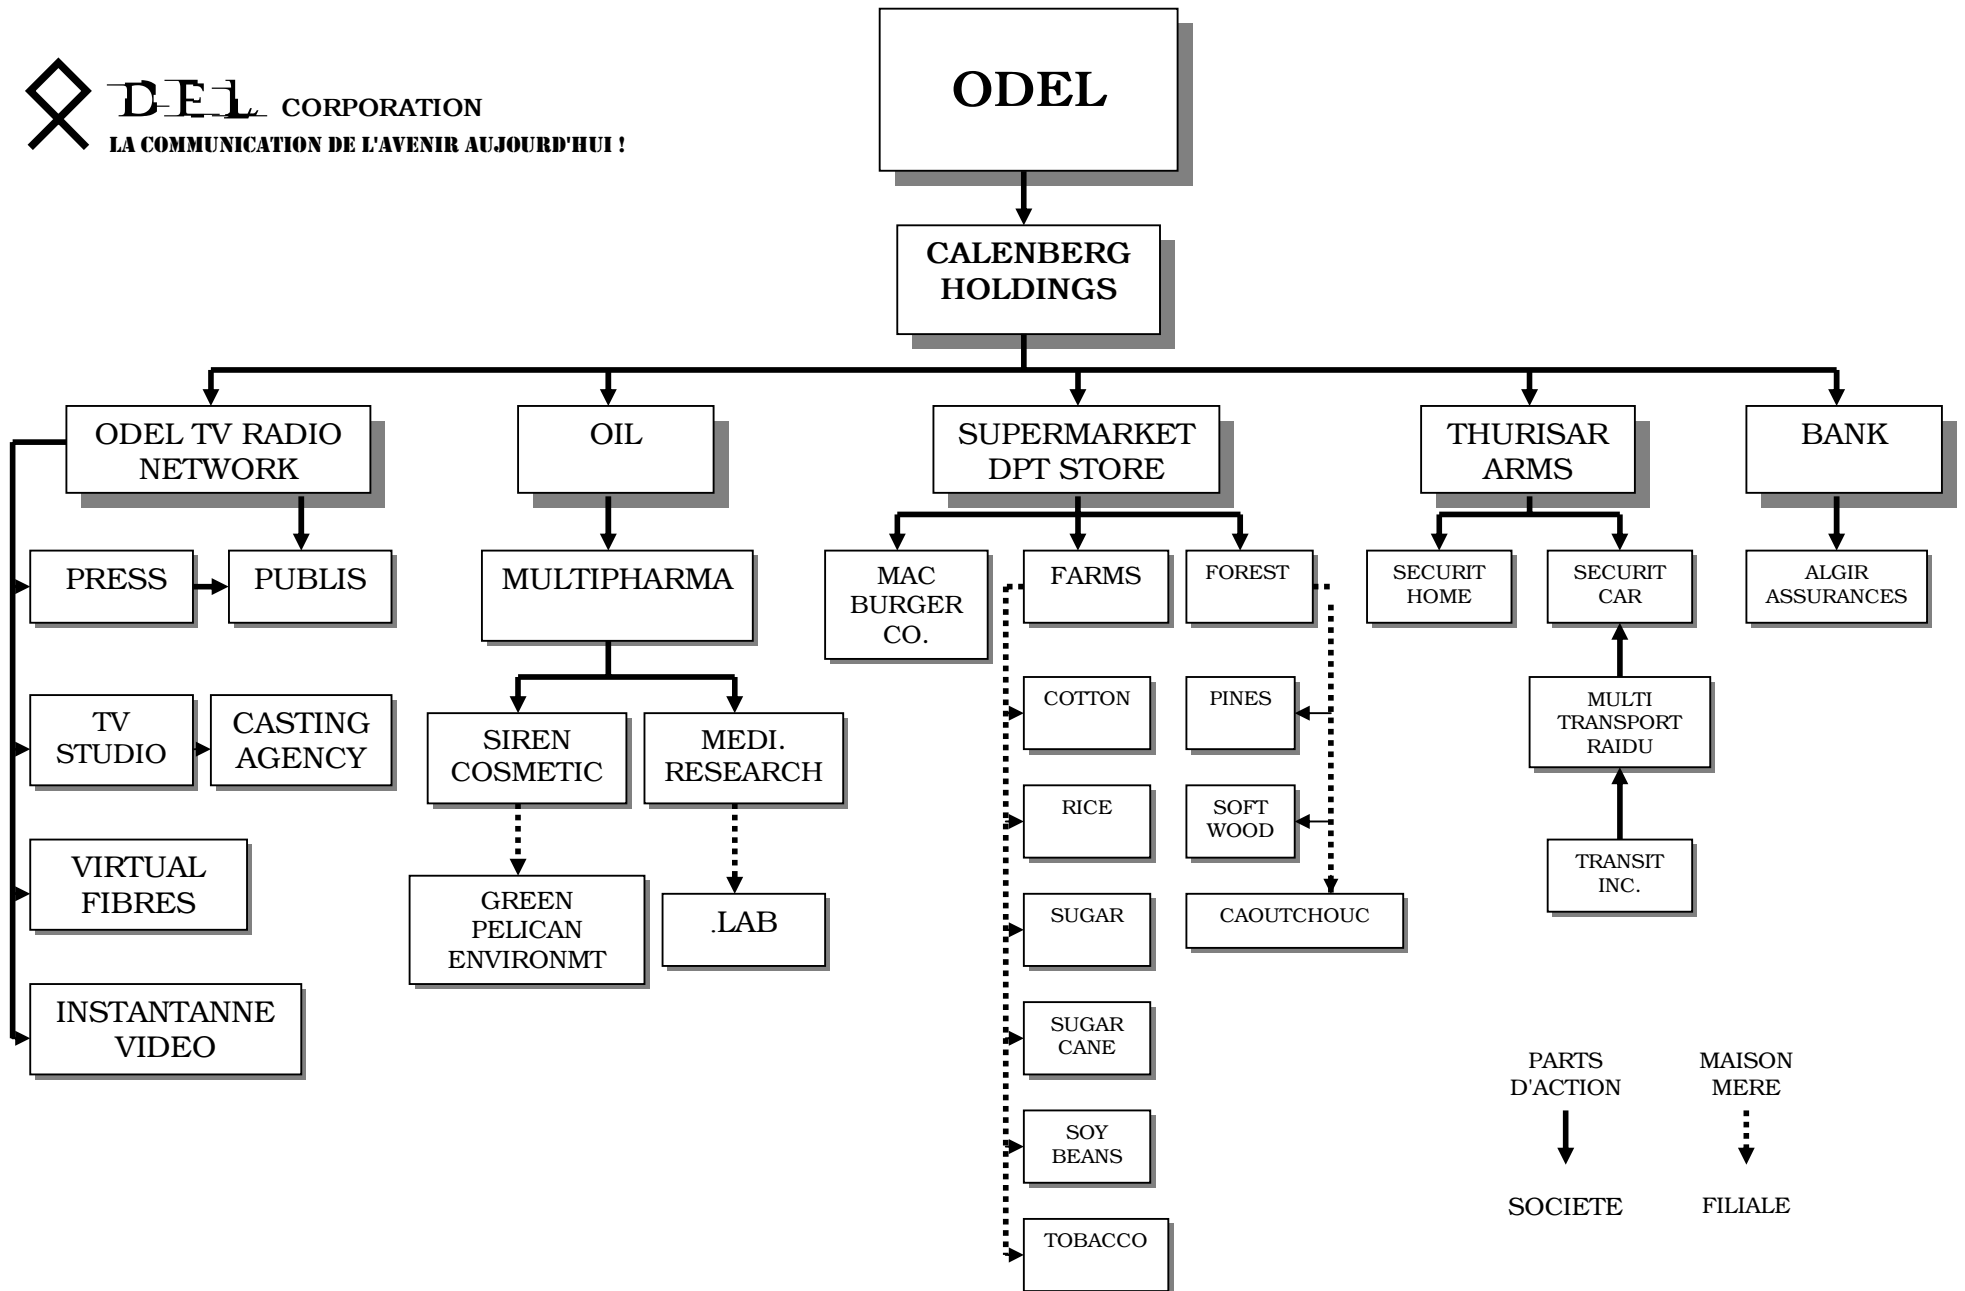 DEL CORPORATION
LA COMMUNICATION DE L'AVENIR AUJOURD'HUI !
ODEL
CALENBERG
HOLDINGS
ODEL TV RADIO
NETWORK
OIL
SUPERMARKET
DPT STORE
THURISAR
ARMS
BANK
PRESS
PUBLIS
MULTIPHARMA
MAC
BURGER
CO.
FARMS
FOREST
SECURIT
HOME
SECURIT
CAR
ALGIR
ASSURANCES
TV
STUDIO
CASTING
AGENCY
SIREN
COSMETIC
MEDI.
RESEARCH
COTTON
PINES
MULTI
TRANSPORT
RAIDU
RICE
SOFT
WOOD
VIRTUAL
FIBRES
GREEN
PELICAN
ENVIRONMT
.LAB
SUGAR
CAOUTCHOUC
TRANSIT
INC.
INSTANTANNE
VIDEO
SUGAR
CANE
SOY
BEANS
TOBACCO
PARTS
D'ACTION
SOCIETE
MAISON
MERE
FILIALE